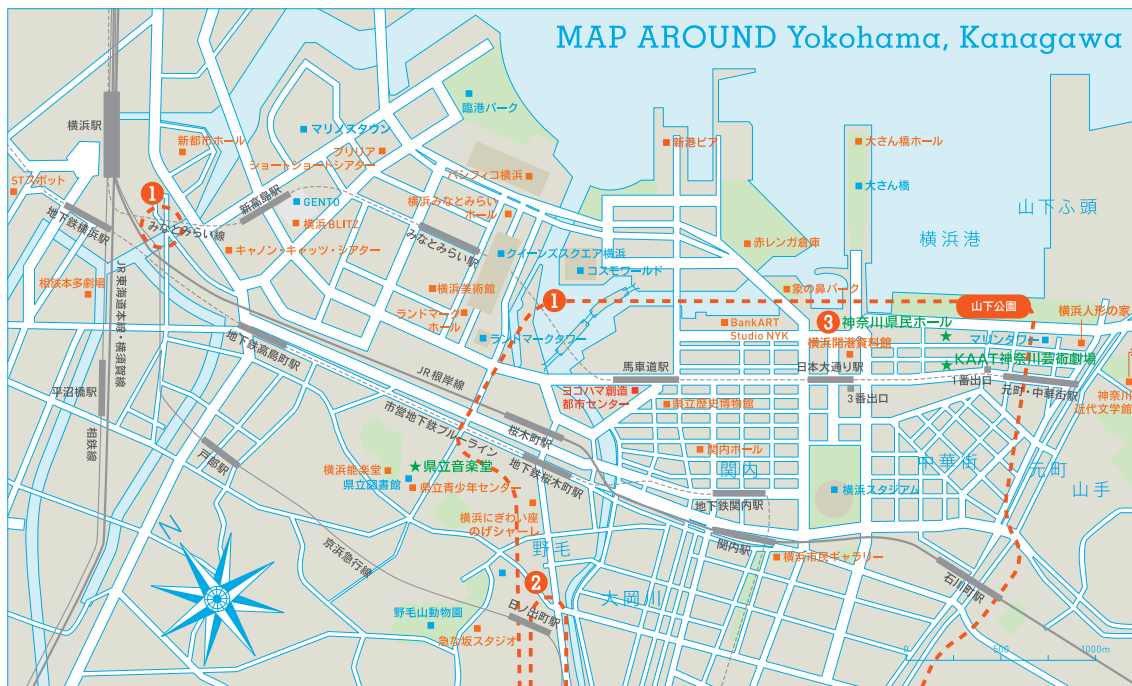 MAP AROUND Yokohama, Kanagawa
臨港パーク
横浜駅
マリノスタウン
新都市ホール
ブリリア
ショートショートシアター
新港ピア
大さん橋ホール
パシフィコ横浜
STスポット
1
大さん橋
新高島駅
GENTO
横浜みなとみらい
ホール
山下ふ頭
地下鉄横浜駅
みなとみらい線
横浜BLITZ
みなとみらい駅
赤レンガ倉庫
横浜港
キャノン・キャッツ・シアター
クイーンズスクエア横浜
コスモワールド
相鉄本多劇場
JR東海道本線・横須賀線
横浜美術館
象の鼻パーク
1
山下公園
ランドマーク
ホール
BankART
Studio NYK
3
神奈川県民ホール
横浜人形の家
地下鉄高島町駅
ランドマークタワー
横浜開港資料館
マリンタワー
JR根岸線
馬車道駅
日本大通り駅
KAAT神奈川芸術劇場
1番出口
元町・中華街駅
平沼橋駅
ヨコハマ創造
都市センター
県立歴史博物館
3番出口
神奈川
近代文学館
市営地下鉄ブルーライン
桜木町駅
相鉄線
戸部駅
関内ホール
関内
中華街
元町
山手
横浜能楽堂
県立音楽堂
地下鉄桜木町駅
県立図書館
県立青少年センター
地下鉄関内駅
横浜スタジアム
横浜にぎわい座
のげシャーレ
N
京浜急行線
野毛
関内駅
横浜市民ギャラリー
2
石川町駅
大岡川
野毛山動物園
日ノ出町駅
急な坂スタジオ
0
500
1000m